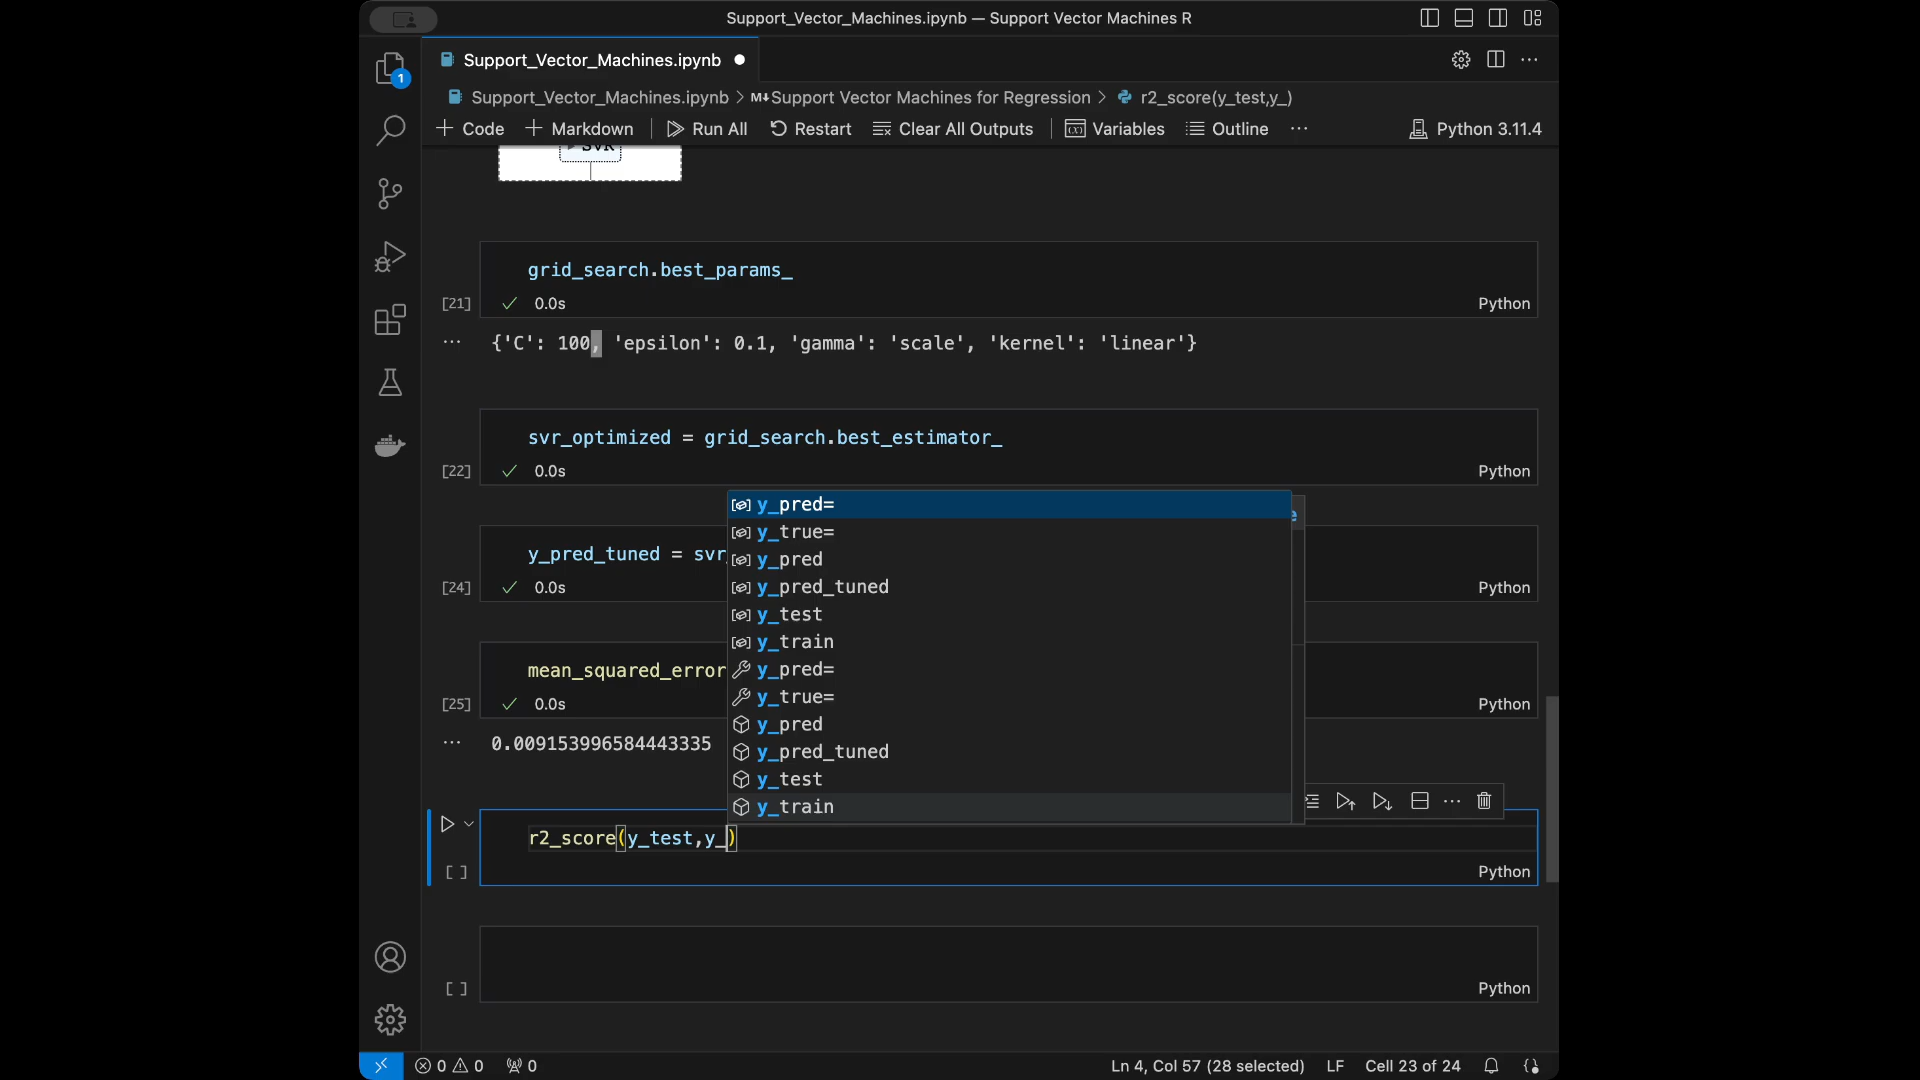 Support_Vector_Machines.ipynb — Support Vector Machines R
1
Support_Vector_Machines.ipynb
Support_Vector_Machines.ipynb > M↓Support Vector Machines for Regression > r2_score(y_test,y_)
Code Markdown Run All Restart Clear All Outputs Variables Outline ··· Python 3.11.4
SVR
grid_search.best_params_
[21] 0.0s Python
{'C': 100, 'epsilon': 0.1, 'gamma': 'scale', 'kernel': 'linear'}
svr_optimized = grid_search.best_estimator_
[22] 0.0s Python
y_pred=
y_true=
y_pred_tuned = svr
y_pred
[24] 0.0s Python
y_pred_tuned
y_test
y_train
mean_squared_error
y_pred=
[25] 0.0s Python
y_true=
y_pred
0.009153996584443335
y_pred_tuned
y_test
y_train
r2_score(y_test,y_)
[ ] Python
[ ] Python
0 0 0 Ln 4, Col 57 (28 selected) LF Cell 23 of 24